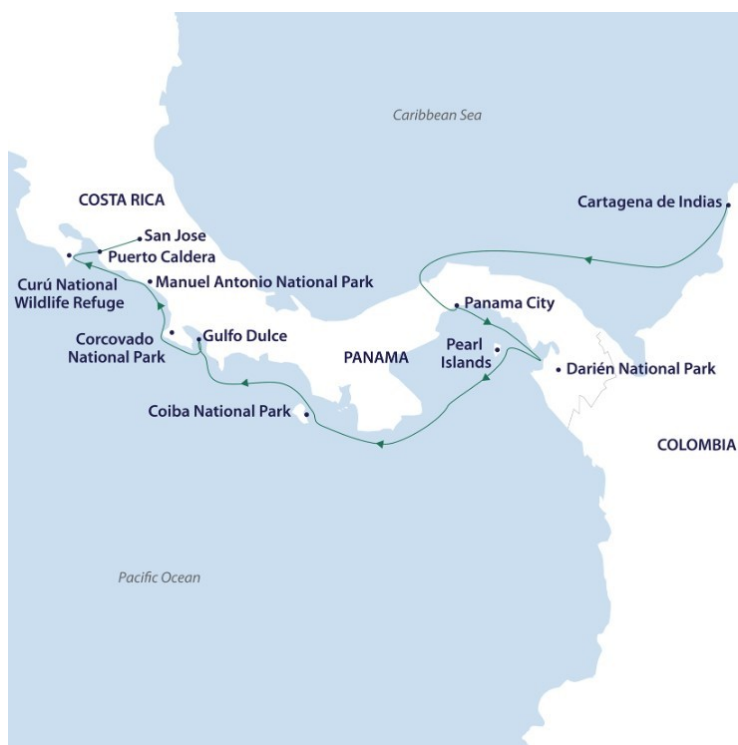 Caribbean Sea
COSTA RICA
Cartagena de Indias
San Jose
Puerto Caldera
Curú National
Wildlife Refuge
Manuel Antonio National Park
Panama City
Corcovado
National Park
Gulfo Dulce
PANAMA
Pearl
Islands
Darién National Park
Coiba National Park
COLOMBIA
Pacific Ocean